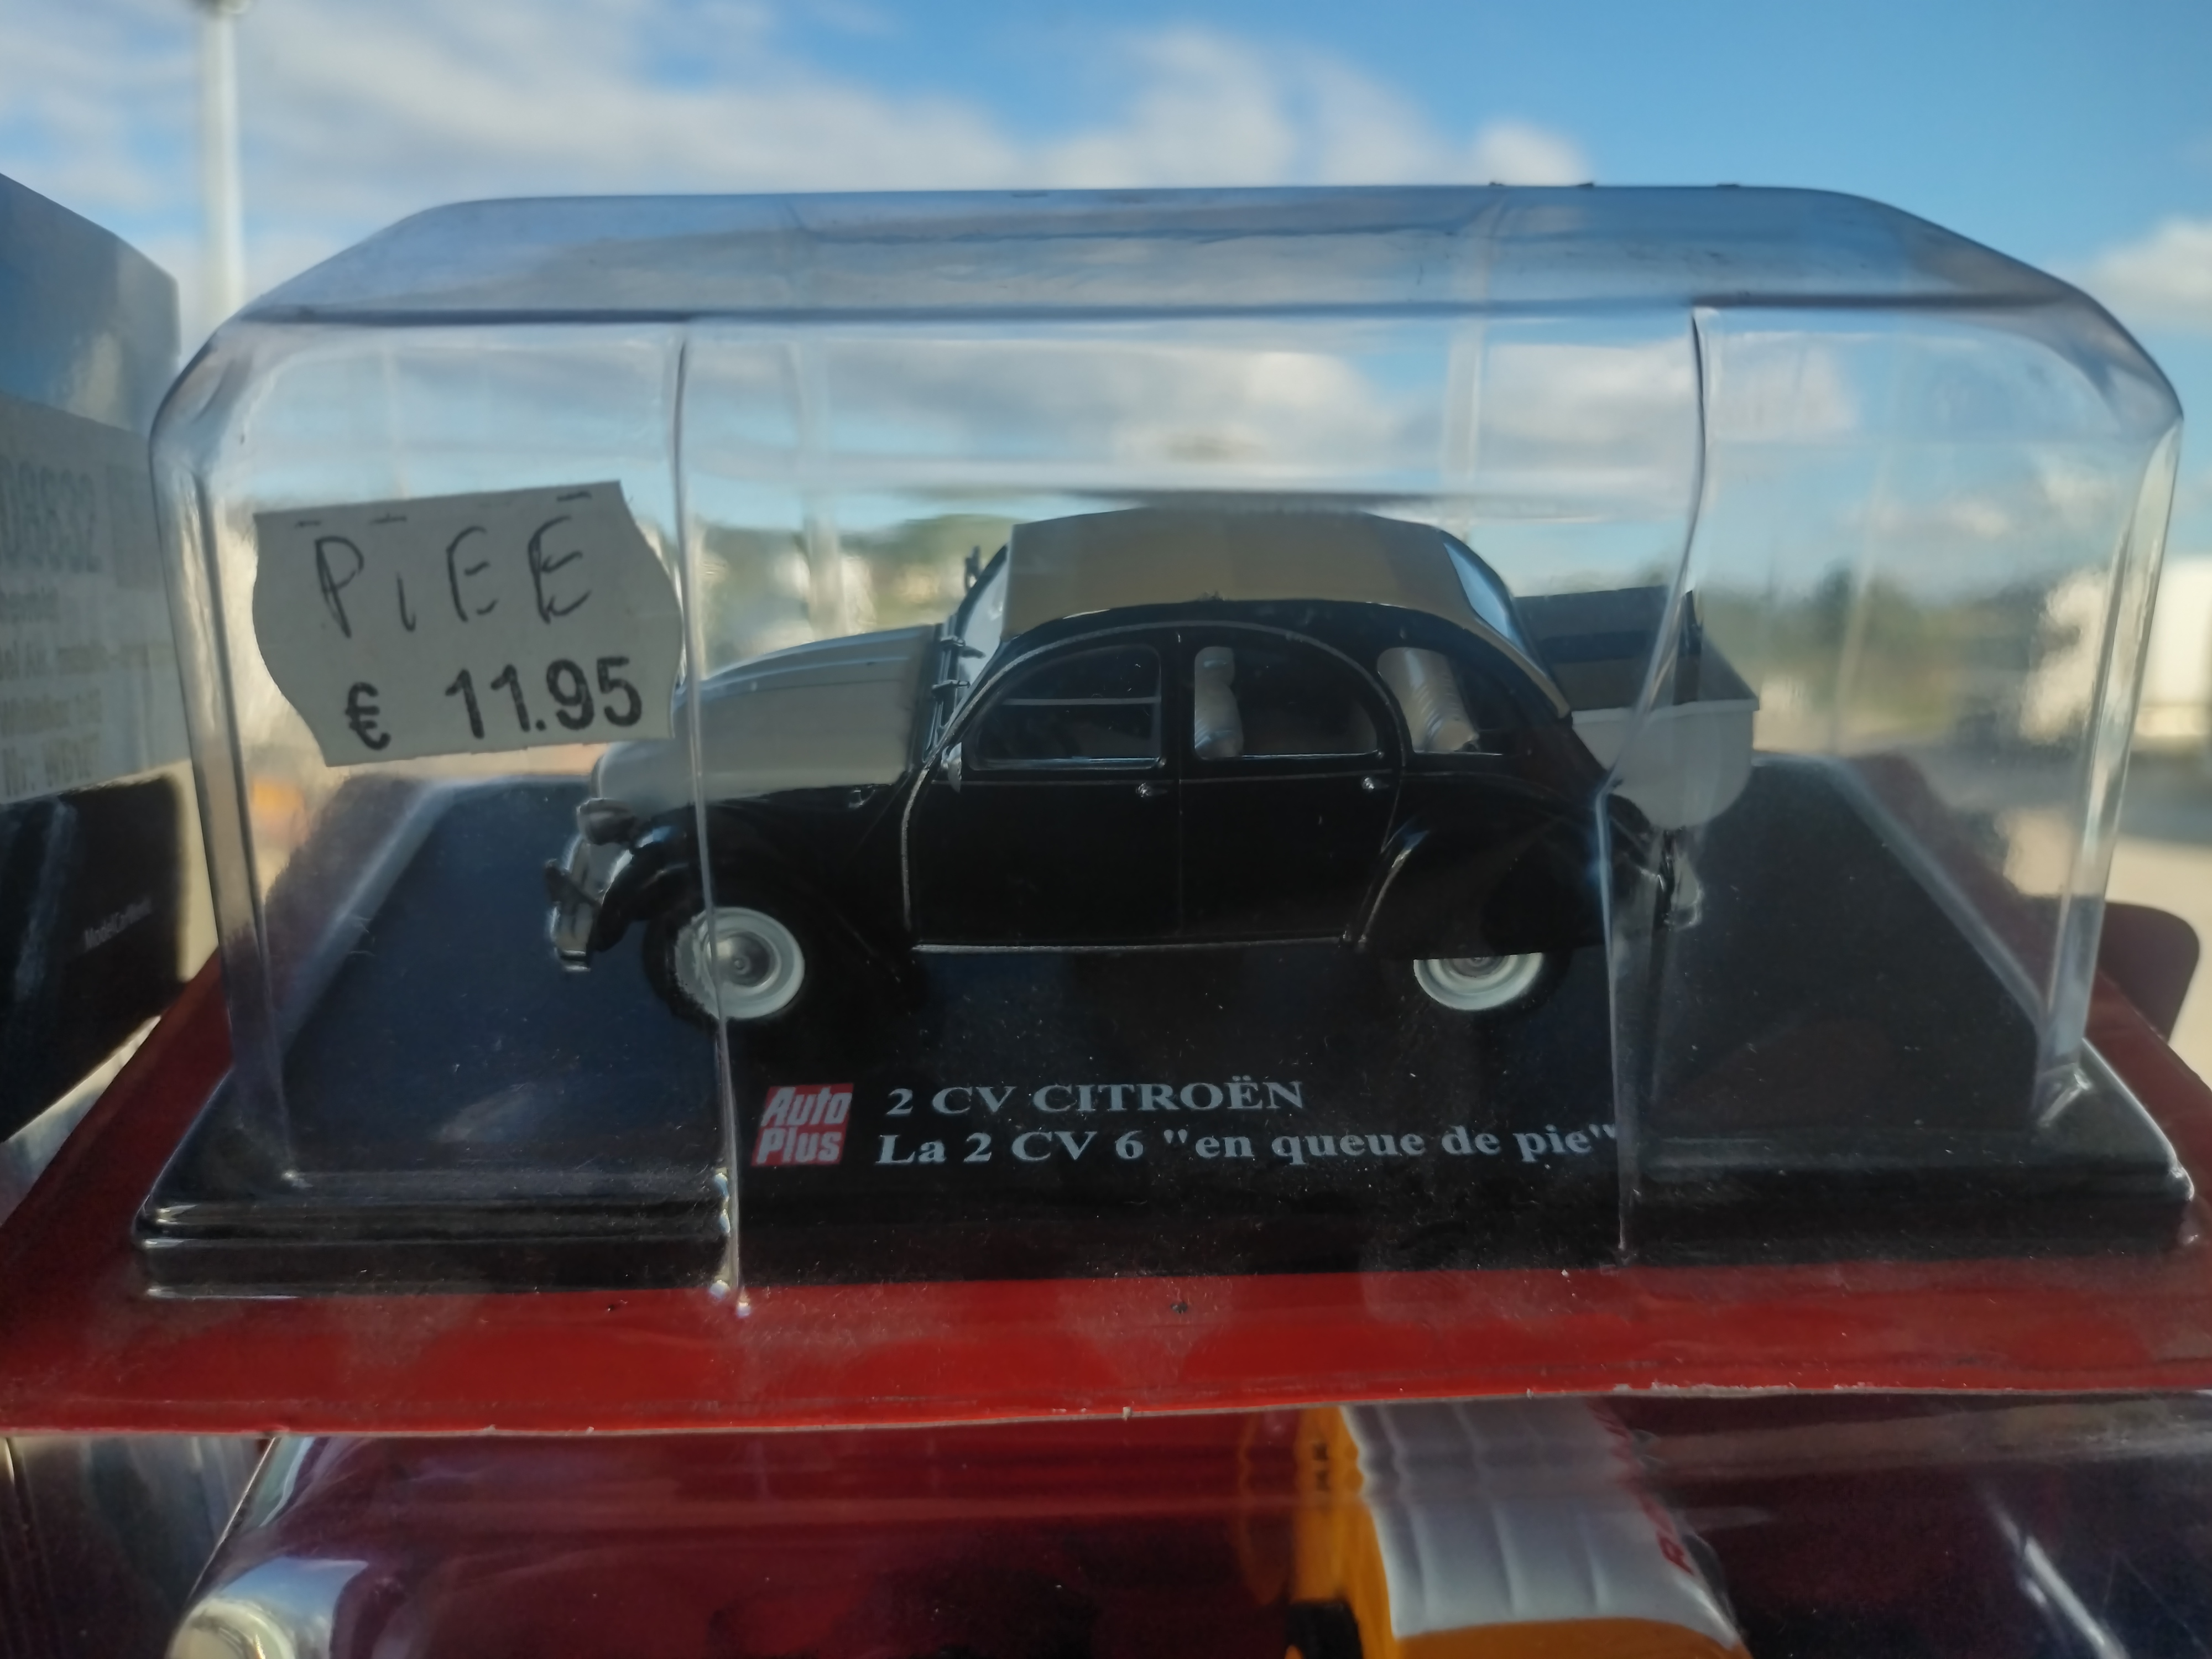 PiEE
€ 11.95
Auto
Plus
2 CV CITROËN
La 2 CV 6 "en queue de pie"